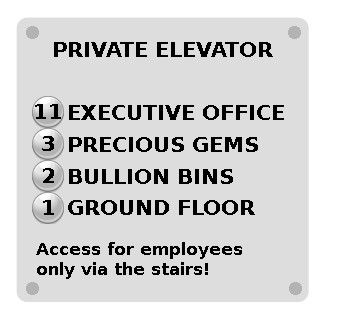 PRIVATE ELEVATOR
11 EXECUTIVE OFFICE
3 PRECIOUS GEMS
2 BULLION BINS
1 GROUND FLOOR
Access for employees
only via the stairs!